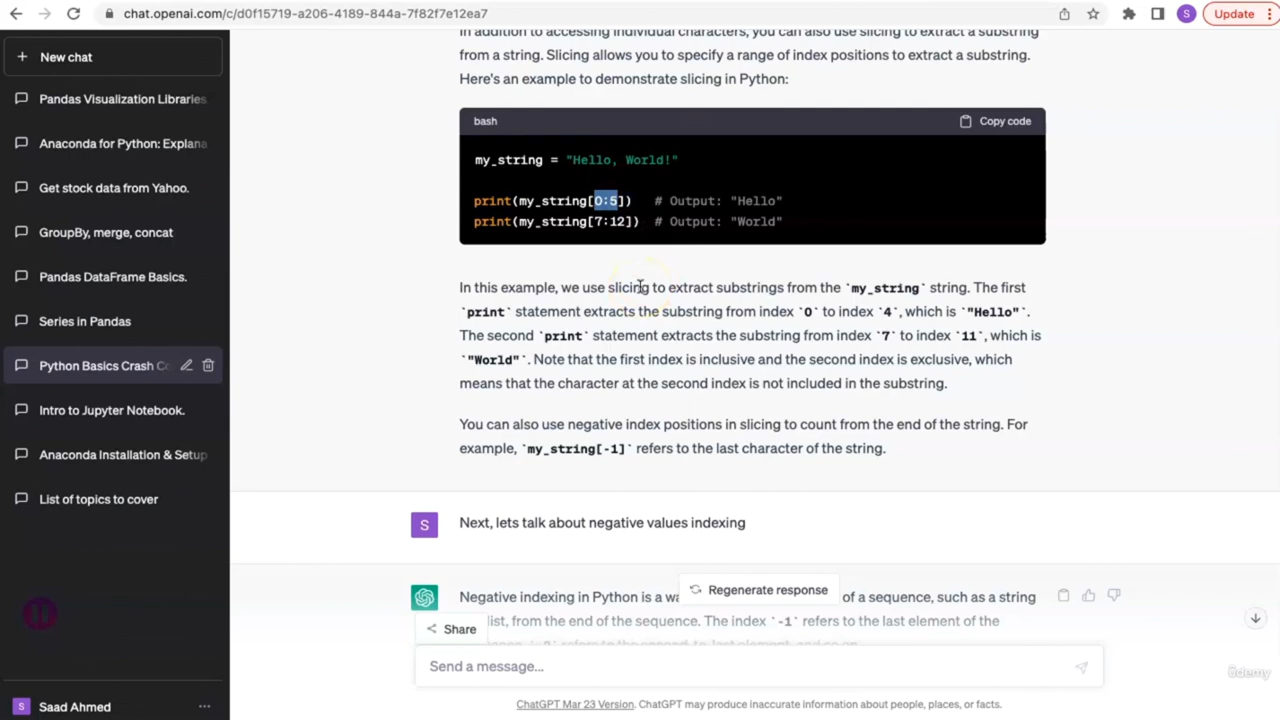 chat.openai.com/c/d0f15719-a206-4189-844a-7f82f7e12ea7
S
Update
New chat
Pandas Visualization Libraries
Anaconda for Python: Explana
Get stock data from Yahoo.
GroupBy, merge, concat
Pandas DataFrame Basics.
Series in Pandas
Python Basics Crash C
Intro to Jupyter Notebook.
Anaconda Installation & Setup
List of topics to cover
S Saad Ahmed
In addition to accessing individual characters, you can also use slicing to extract a substring
from a string. Slicing allows you to specify a range of index positions to extract a substring.
Here's an example to demonstrate slicing in Python:
bash Copy code
my_string = "Hello, World!"
print(my_string[0:5]) # Output: "Hello"
print(my_string[7:12]) # Output: "World"
In this example, we use slicing to extract substrings from the `my_string` string. The first
`print` statement extracts the substring from index `0` to index `4`, which is `"Hello"`.
The second `print` statement extracts the substring from index `7` to index `11`, which is
`"World"`. Note that the first index is inclusive and the second index is exclusive, which
means that the character at the second index is not included in the substring.
You can also use negative index positions in slicing to count from the end of the string. For
example, `my_string[-1]` refers to the last character of the string.
S Next, lets talk about negative values indexing
Negative indexing in Python is a wa of a sequence, such as a string
Regenerate response
list, from the end of the sequence. The index `-1` refers to the last element of the
Share
Send a message...
ChatGPT Mar 23 Version. ChatGPT may produce inaccurate information about people, places, or facts.
ûdemy